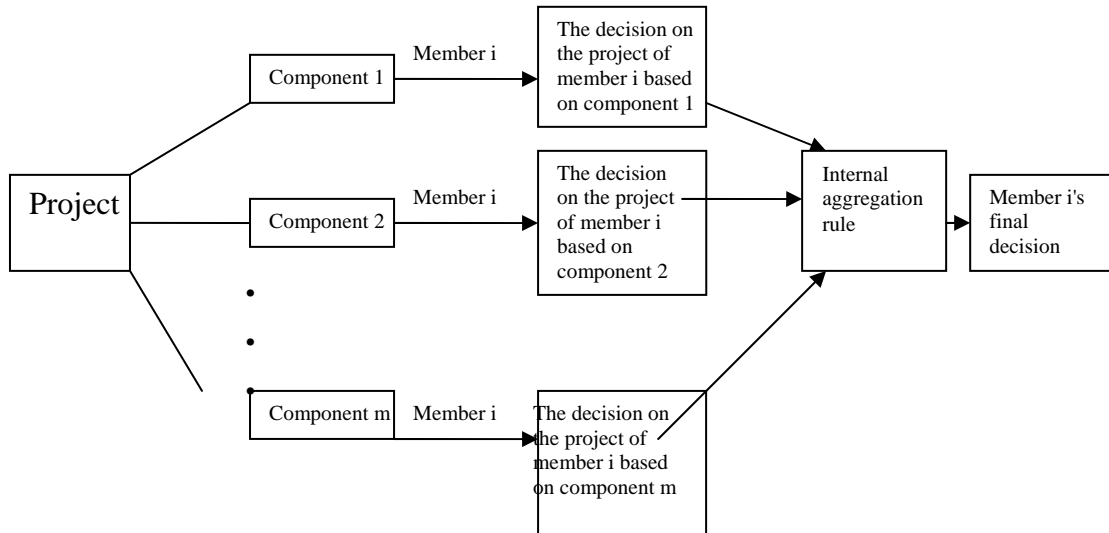 Project
Component 1
Member i
The decision on
the project of
member i based
on component 1
Component 2
Member i
The decision
on the project
of member i
based on
component 2
Component m
Member i
The decision on
the project of
member i based
on component m
Internal
aggregation
rule
Member i's
final
decision